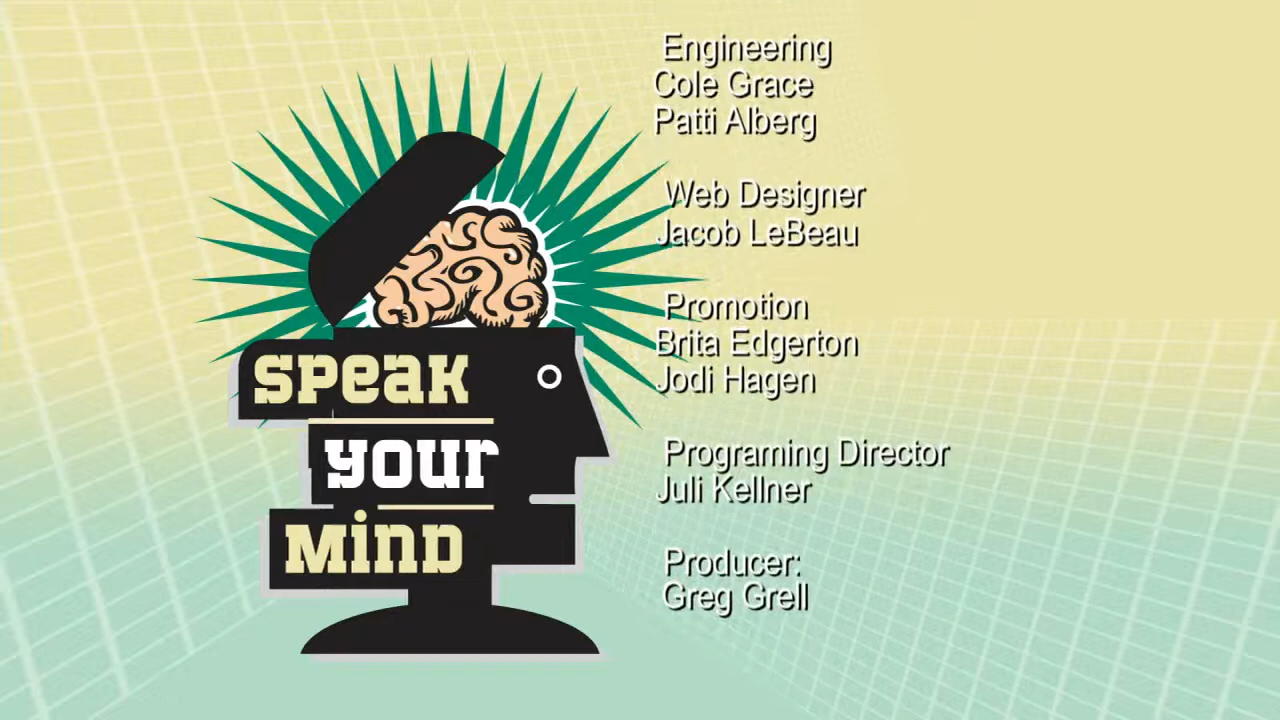 SPEAK
YOUR
MIND
Engineering
Cole Grace
Patti Alberg
Web Designer
Jacob LeBeau
Promotion
Brita Edgerton
Jodi Hagen
Programing Director
Juli Kellner
Producer:
Greg Grell